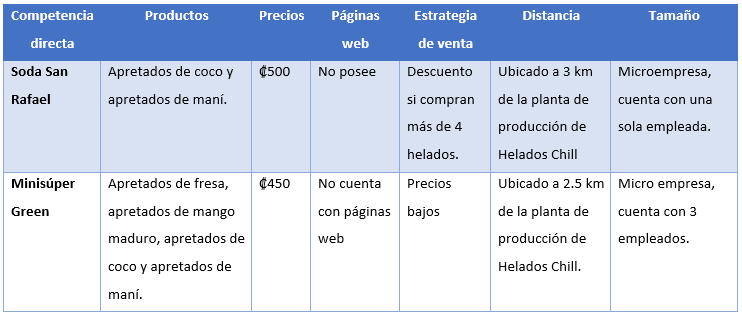 Competencia directa
Productos
Precios
Páginas web
Estrategia de venta
Distancia
Tamaño
Soda San
Rafael
Apretados de coco y
apretados de maní.
₡500
No posee
Descuento
si compran
más de 4
helados.
Ubicado a 3 km
de la planta de
producción de
Helados Chill
Microempresa,
cuenta con una
sola empleada.
Minisúper
Green
Apretados de fresa,
apretados de mango
maduro, apretados de
coco y apretados de
maní.
₡450
No cuenta
con páginas
web
Precios
bajos
Ubicado a 2.5 km
de la planta de
producción de
Helados Chill.
Micro empresa,
cuenta con 3
empleados.